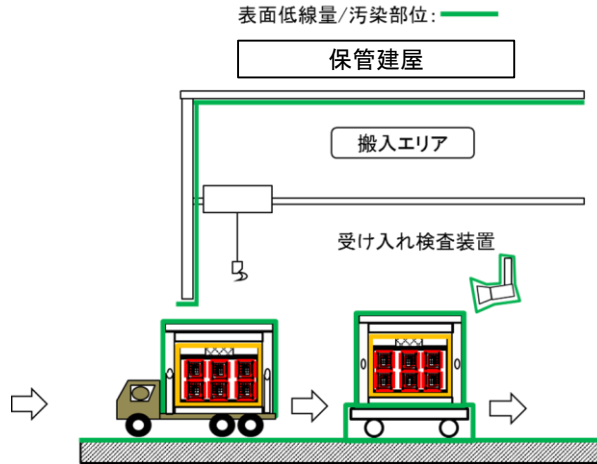 表面低線量/汚染部位:
保管建屋
搬入エリア
受け入れ検査装置